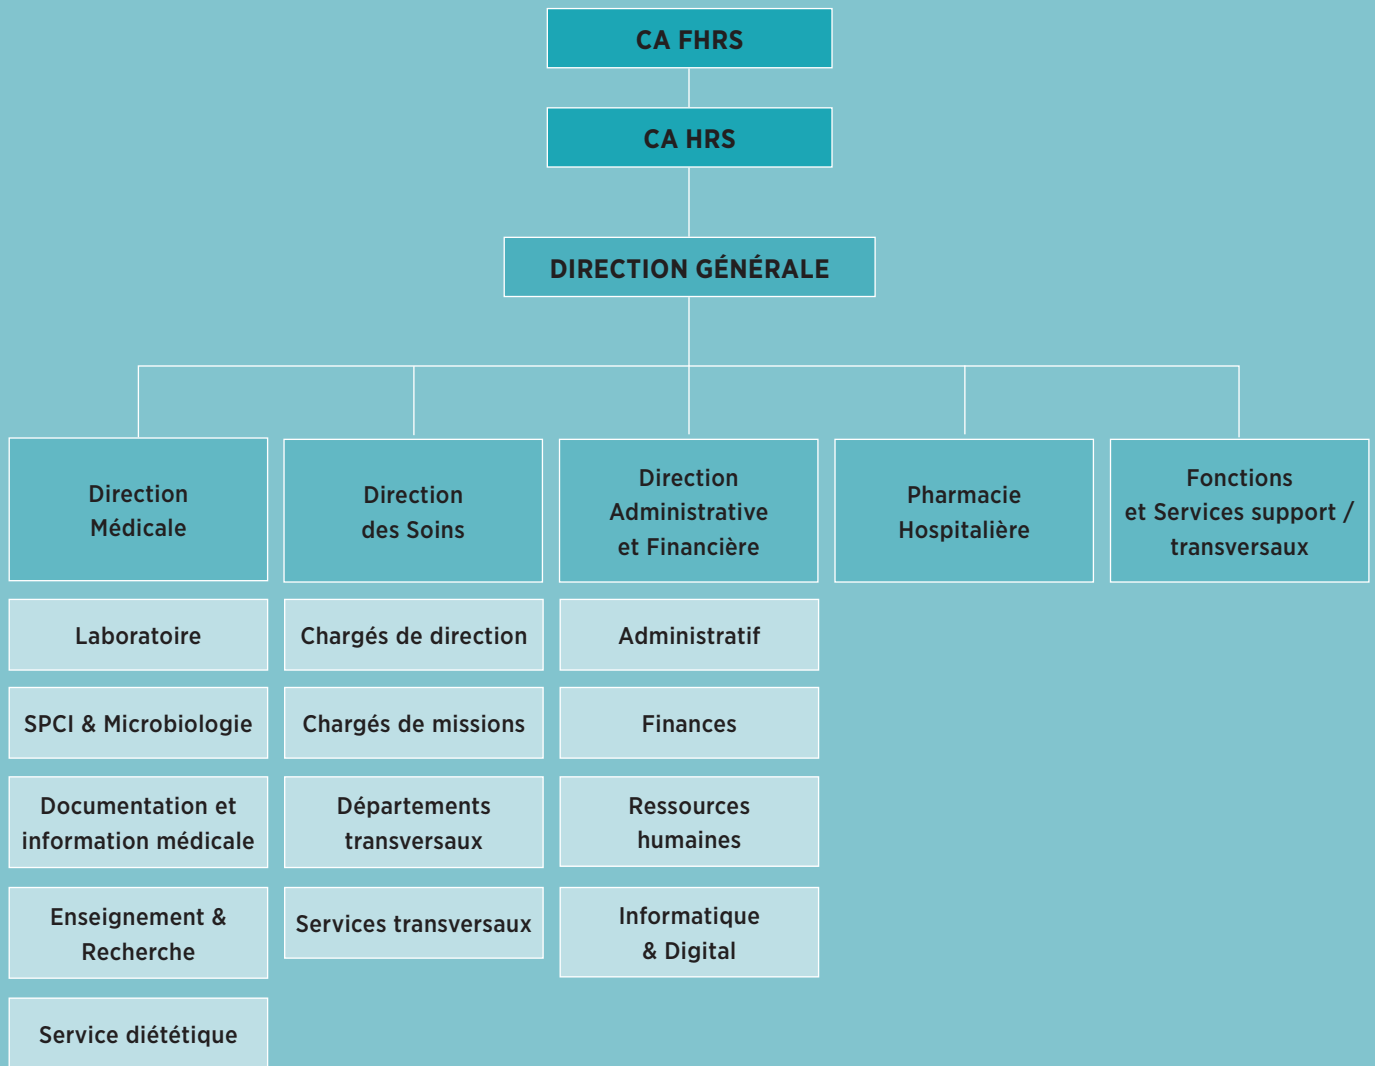 CA FHRS
CA HRS
DIRECTION GÉNÉRALE
Direction
Médicale
Direction
des Soins
Direction
Administrative
et Financière
Pharmacie
Hospitalière
Fonctions
et Services support /
transversaux
Laboratoire
SPCI & Microbiologie
Documentation et
information médicale
Enseignement &
Recherche
Service diététique
Chargés de direction
Chargés de missions
Départements
transversaux
Services transversaux
Administratif
Finances
Ressources
humaines
Informatique
& Digital